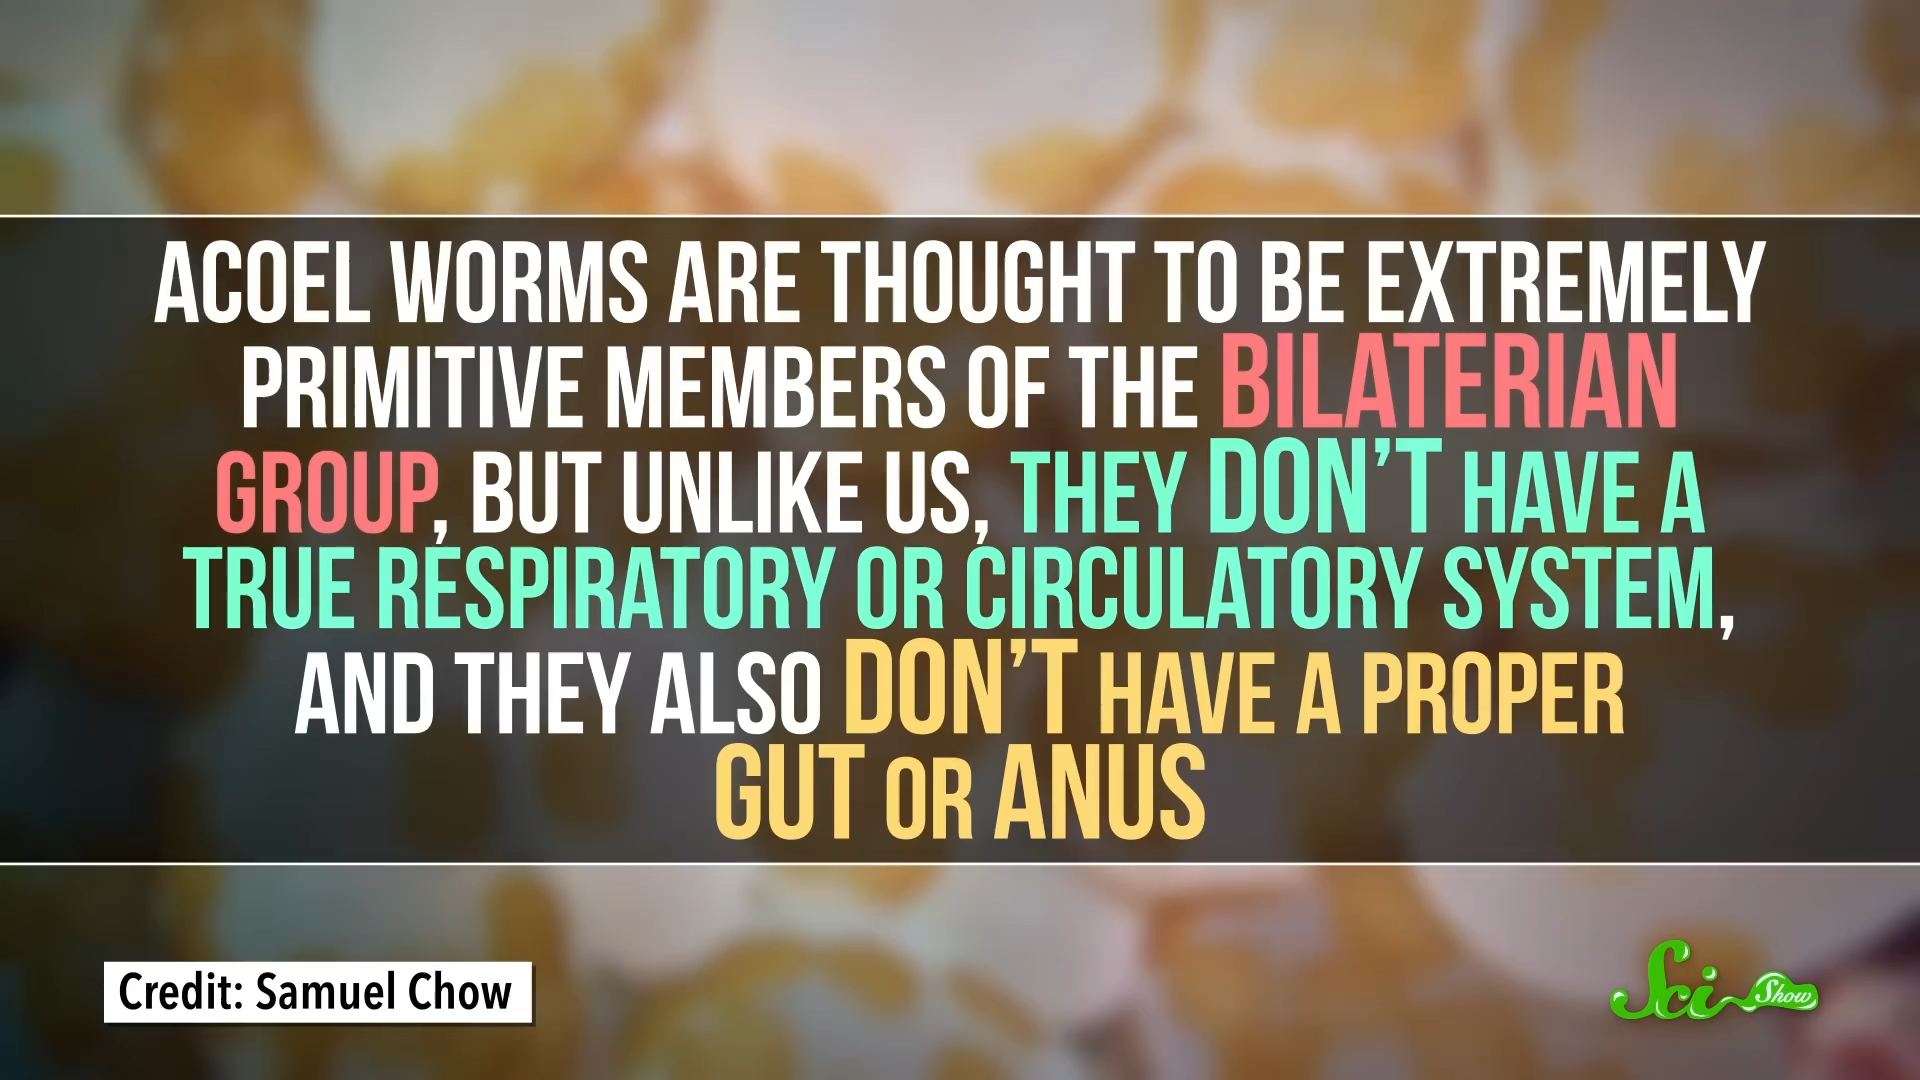 ACOEL WORMS ARE THOUGHT TO BE EXTREMELY
PRIMITIVE MEMBERS OF THE BILATERIAN
GROUP, BUT UNLIKE US, THEY DON'T HAVE A
TRUE RESPIRATORY OR CIRCULATORY SYSTEM,
AND THEY ALSO DON'T HAVE A PROPER
GUT OR ANUS
Credit: Samuel Chow
Sci Show